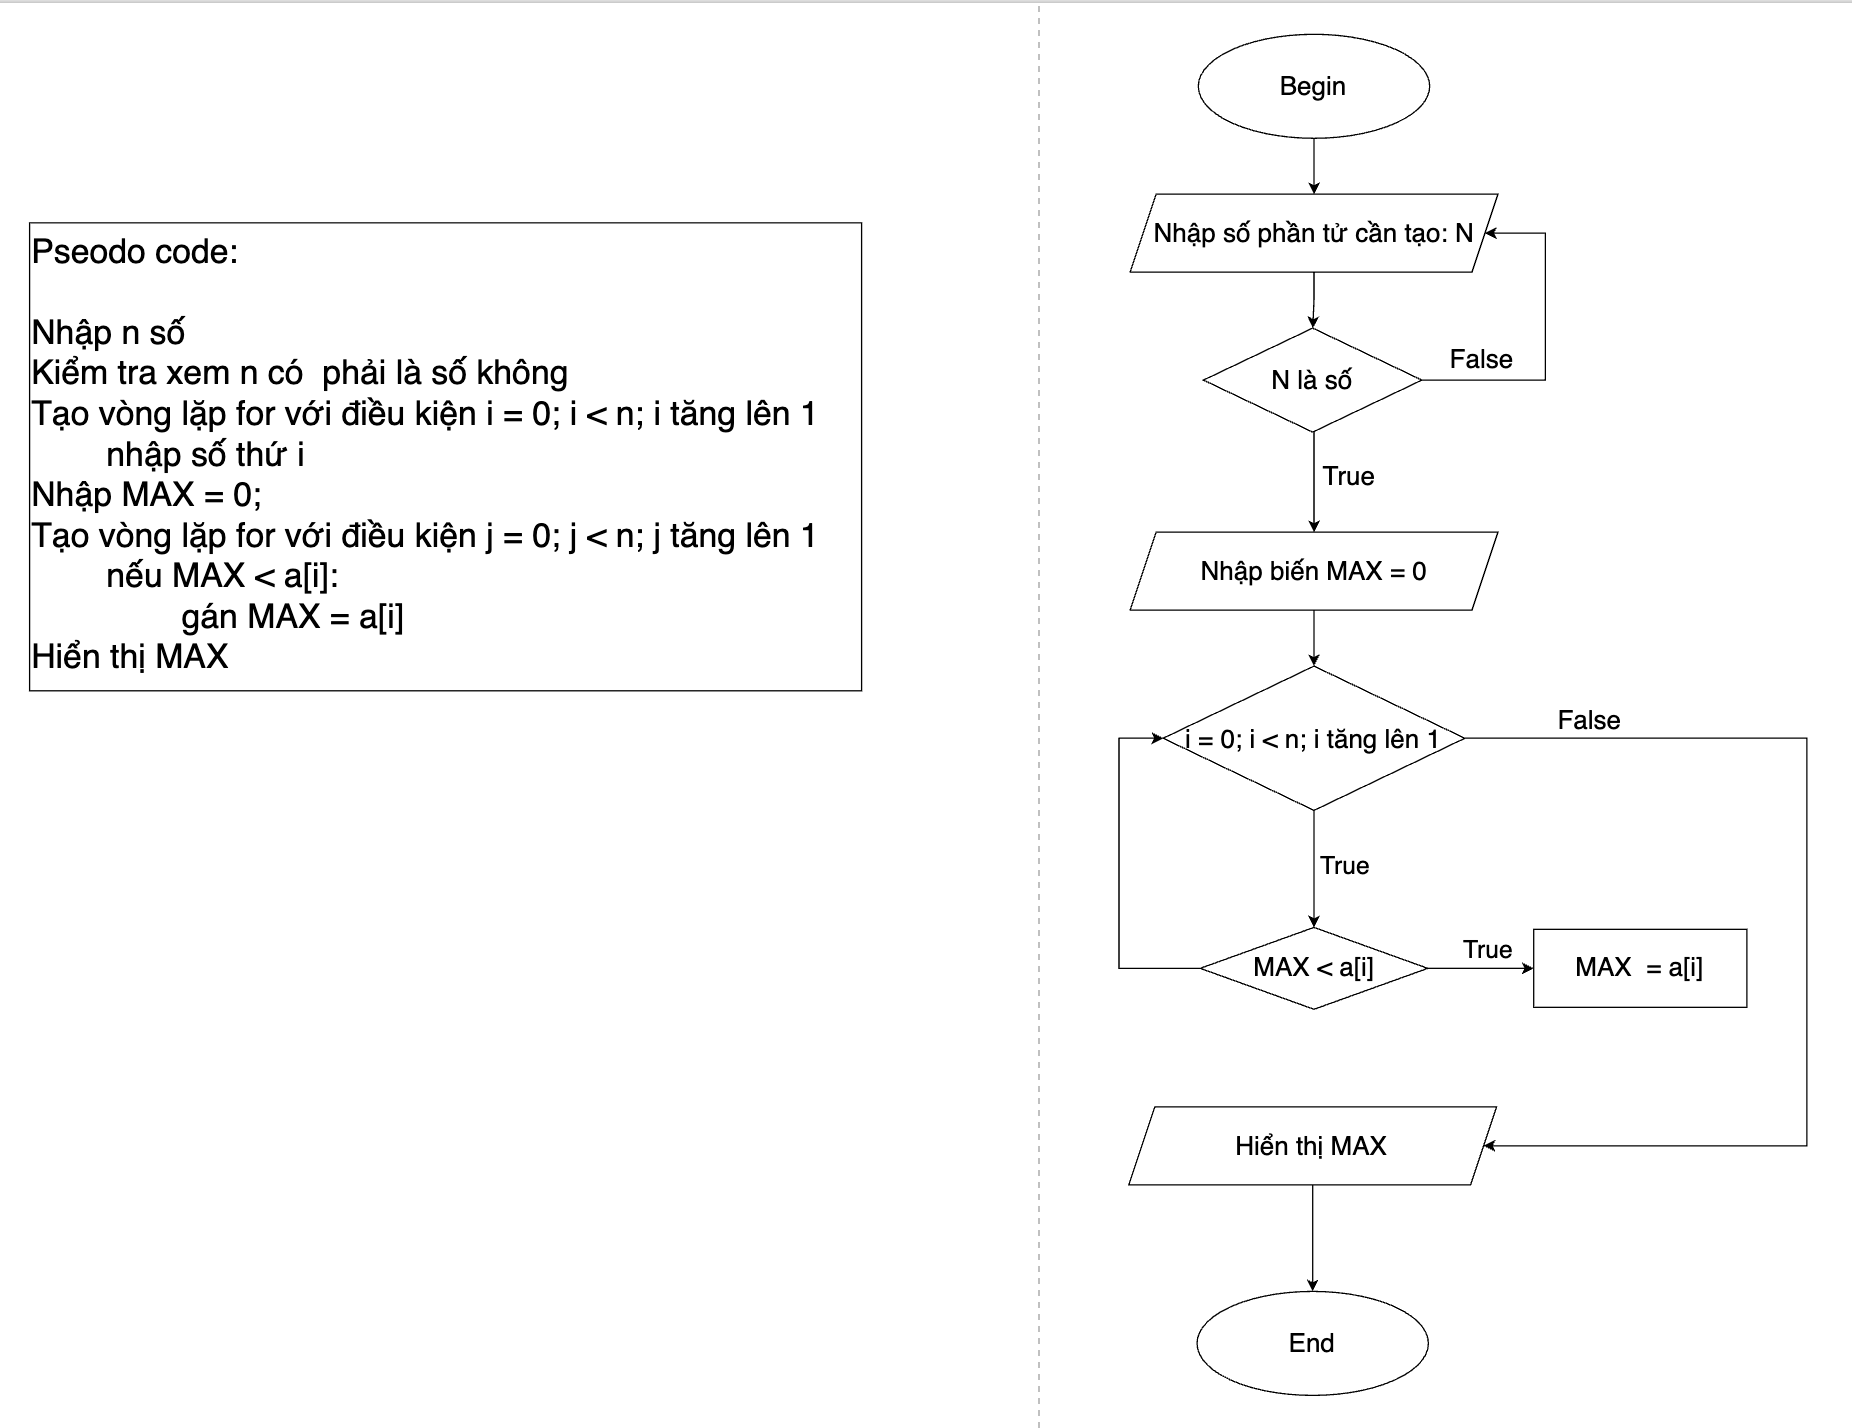 Pseodo code:
Nhập n số
Kiểm tra xem n có  phải là số không
Tạo vòng lặp for với điều kiện i = 0; i < n; i tăng lên 1
nhập số thứ i
Nhập MAX = 0;
Tạo vòng lặp for với điều kiện j = 0; j < n; j tăng lên 1
nếu MAX < a[i]:
gán MAX = a[i]
Hiển thị MAX
Begin
Nhập số phần tử cần tạo: N
N là số
False
True
Nhập biến MAX = 0
i = 0; i < n; i tăng lên 1
False
True
MAX < a[i]
True
MAX  = a[i]
Hiển thị MAX
End